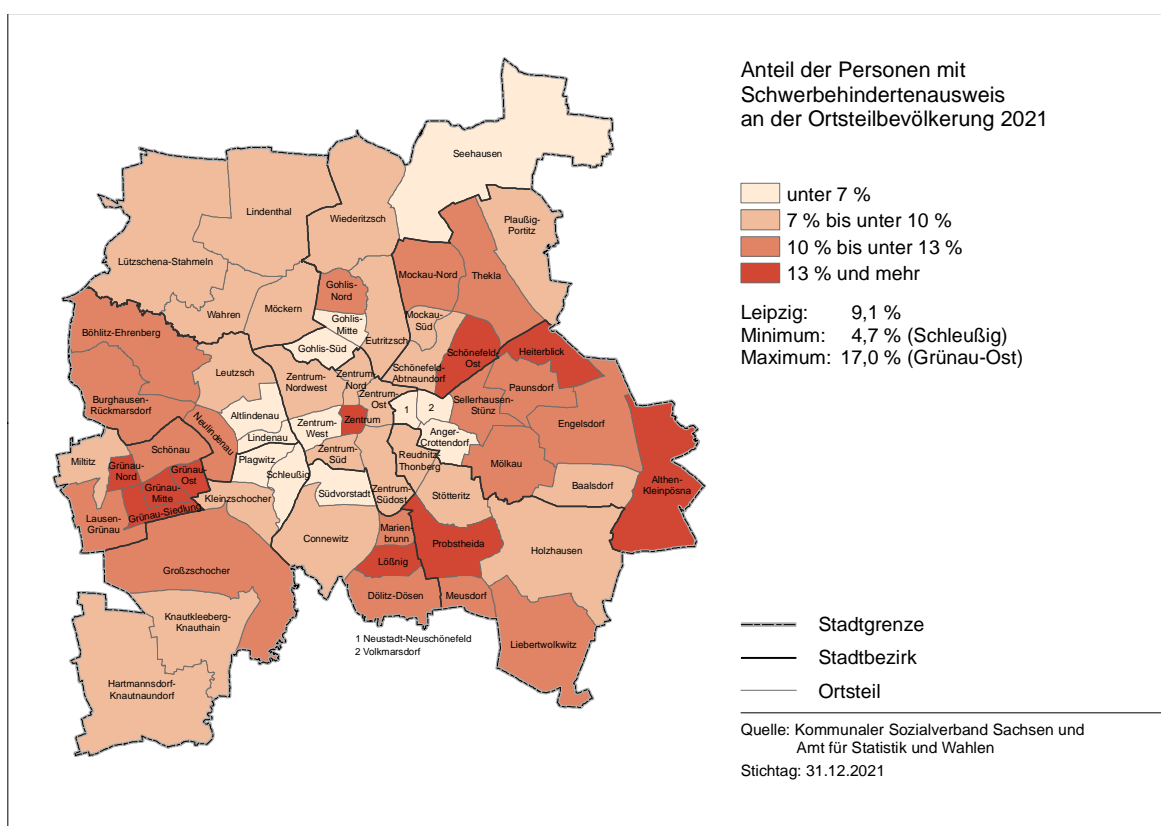 Anteil der Personen mit
Schwerbehindertenausweis
an der Ortsteilbevölkerung 2021
unter 7 %
7 % bis unter 10 %
10 % bis unter 13 %
13 % und mehr
Leipzig: 9,1 %
Minimum: 4,7 % (Schleußig)
Maximum: 17,0 % (Grünau-Ost)
Seehausen
Lindenthal
Wiederitzsch
Plaußig-
Portitz
Lützschena-Stahmeln
Mockau-Nord
Thekla
Gohlis-
Nord
Möckern
Wahren
Gohlis-
Mitte
Mockau-
Süd
Böhlitz-Ehrenberg
Eutritzsch
Gohlis-Süd
Schönefeld-
Ost
Heiterblick
Leutzsch
Schönefeld-
Abtnaundorf
Zentrum-
Nordwest
Zentrum-
Nord
Paunsdorf
Burghausen-
Rückmarsdorf
Zentrum-
Ost
Sellerhausen-
Stünz
Altlindenau
1
2
Neulindenau
Zentrum-
West
Zentrum
Engelsdorf
Lindenau
Anger-
Crottendorf
Schönau
Zentrum-
Süd
Reudnitz-
Thonberg
Miltitz
Plagwitz
Mölkau
Grünau-
Nord
Grünau-
Ost
Schleußig
Althen-
Kleinpösna
Grünau-
Mitte
Baalsdorf
Südvorstadt
Zentrum-
Südost
Stötteritz
Kleinzschocher
Grünau-Siedlung
Lausen-
Grünau
Marien-
brunn
Connewitz
Probstheida
Holzhausen
Lößnig
Großzschocher
Dölitz-Dösen
Meusdorf
Knautkleeberg-
Knauthain
Liebertwolkwitz
Hartmannsdorf-
Knautnaundorf
1 Neustadt-Neuschönefeld
2 Volkmarsdorf
Stadtgrenze
Stadtbezirk
Ortsteil
Quelle: Kommunaler Sozialverband Sachsen und
Amt für Statistik und Wahlen
Stichtag: 31.12.2021